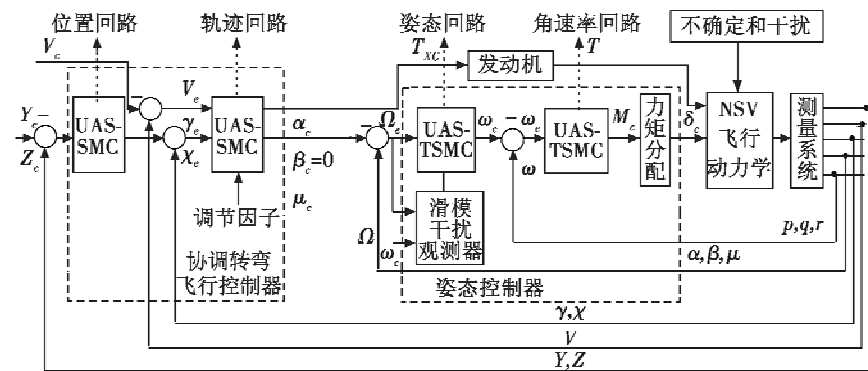 位置回路
轨迹回路
姿态回路
角速率回路
不确定和干扰
V_c
T_xc
T
发动机
V_e
Y_c
Z_c
UAS-
SMC
γ_e
χ_e
UAS-
SMC
α_c
β_c=0
μ_c
Ω_e
UAS-
TSMC
ω_c
ω_e
ω
UAS-
TSMC
M_c
力矩分配
δ_c
NSV
飞行
动力学
测量系统
调节因子
滑模
干扰
观测器
Ω
ω_c
p,q,r
α,β,μ
协调转弯
飞行控制器
姿态控制器
γ,χ
V
Y,Z